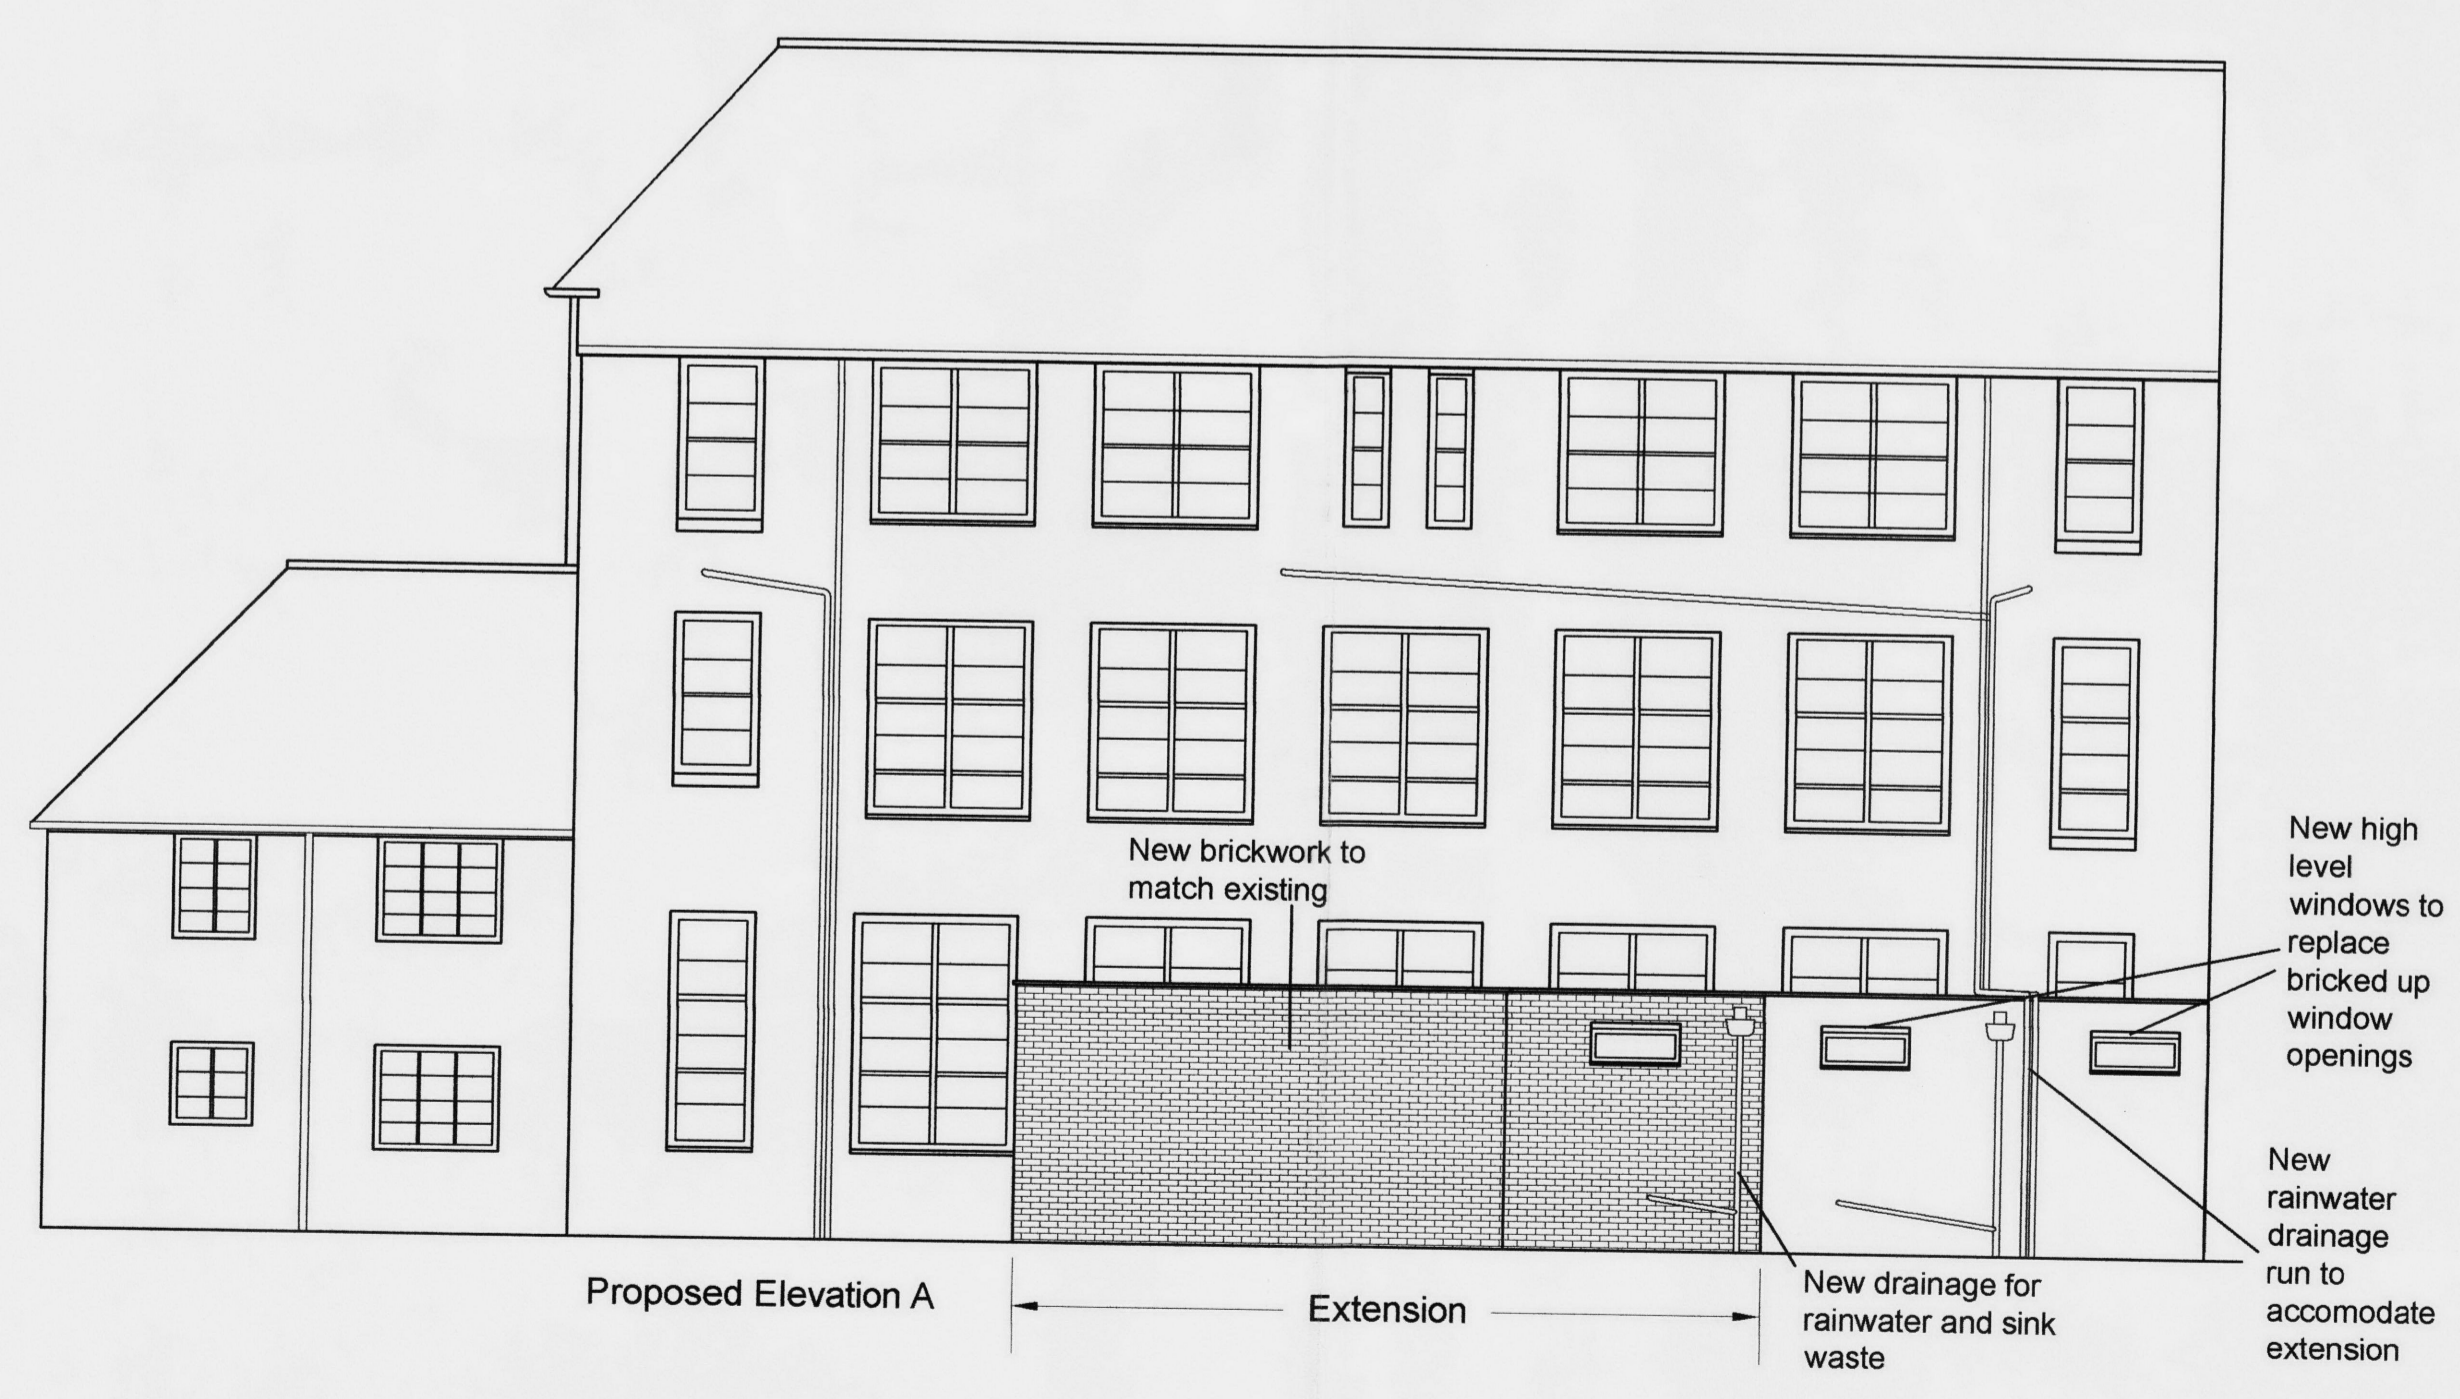 New brickwork to
match existing
New high
level
windows to
replace
bricked up
window
openings
New
rainwater
drainage
run to
accomodate
extension
Proposed Elevation A
Extension
New drainage for
rainwater and sink
waste